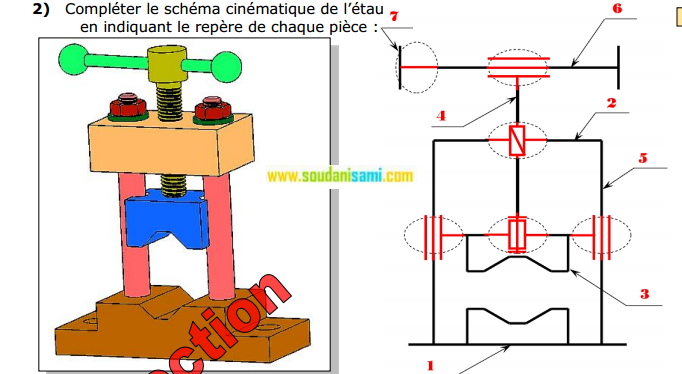 2) Compléter le schéma cinématique de l’étau
en indiquant le repère de chaque pièce :
7
6
4
2
www.soudanisami.com
5
3
ction
1